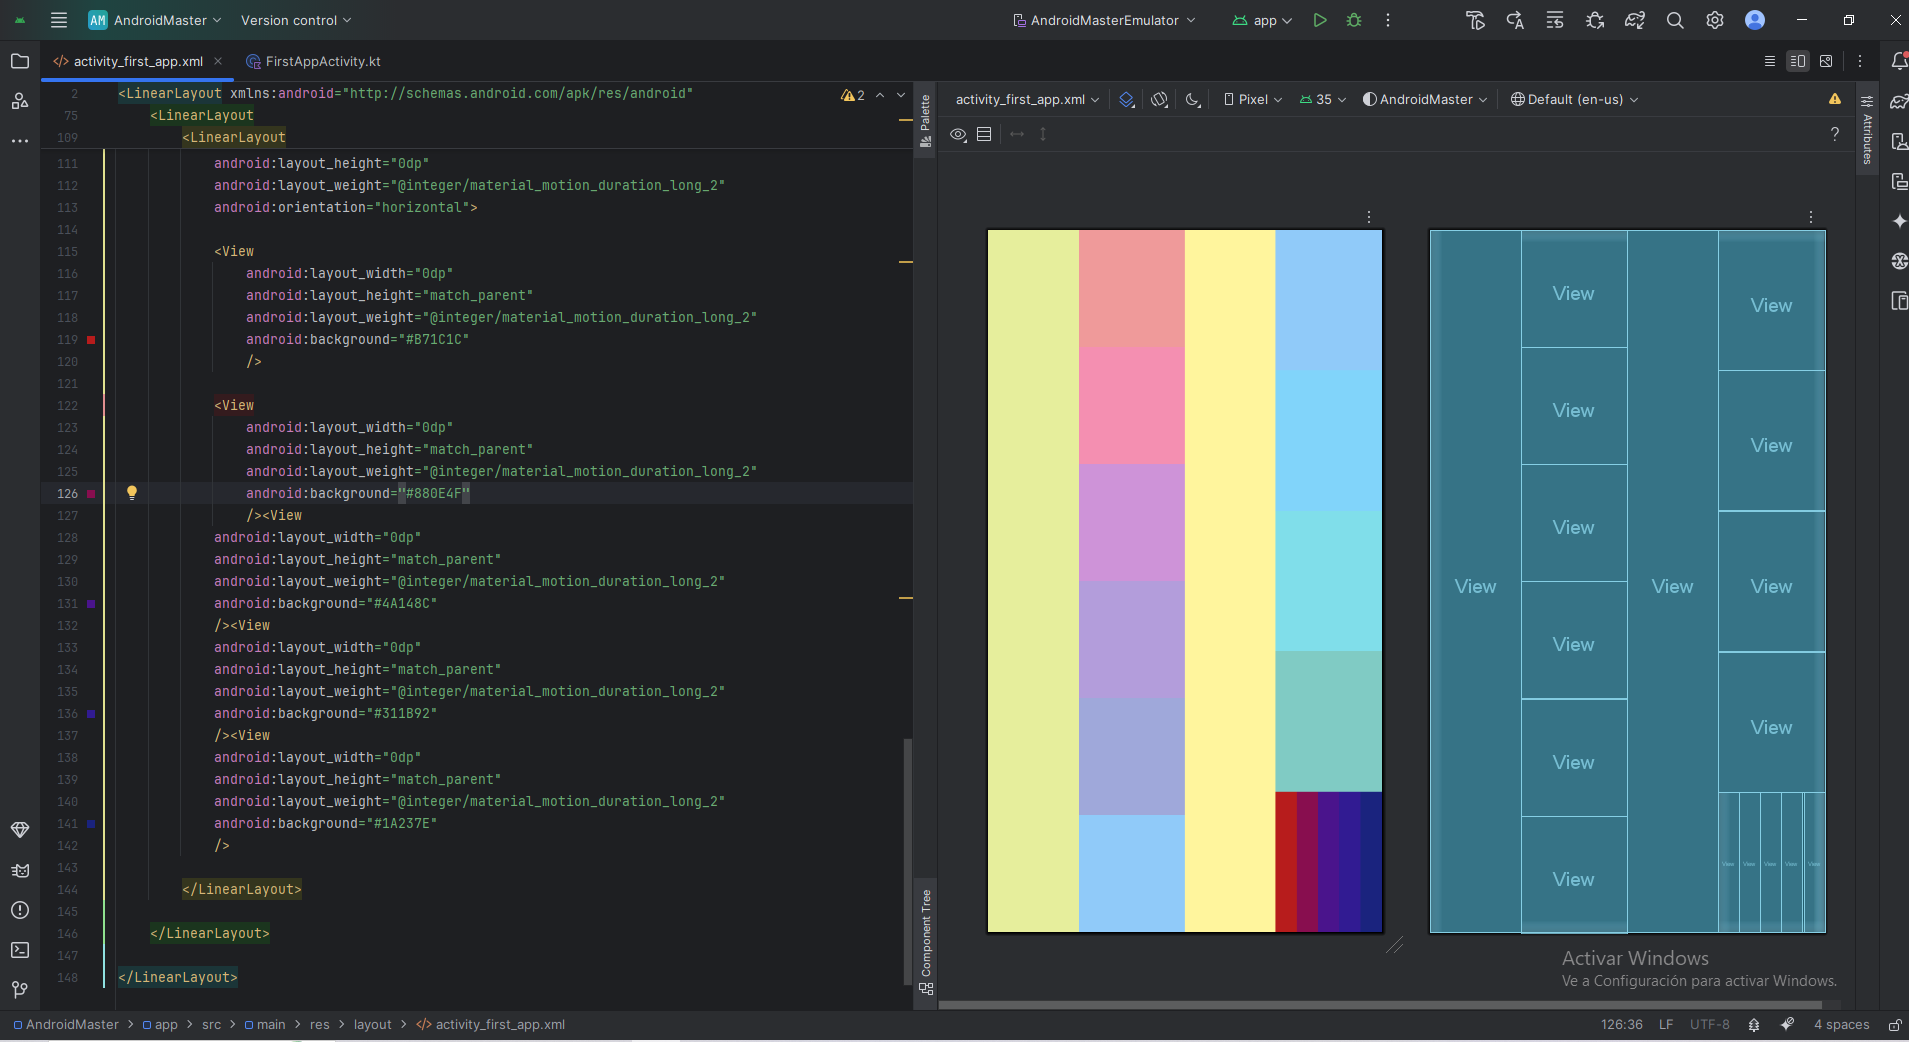 AM AndroidMaster Version control AndroidMasterEmulator app
activity_first_app.xml FirstAppActivity.kt
2 <LinearLayout xmlns:android="http://schemas.android.com/apk/res/android" 2
75 <LinearLayout
109 <LinearLayout
111 android:layout_height="0dp"
112 android:layout_weight="@integer/material_motion_duration_long_2"
113 android:orientation="horizontal">
114
115 <View
116 android:layout_width="0dp"
117 android:layout_height="match_parent"
118 android:layout_weight="@integer/material_motion_duration_long_2"
119 android:background="#B71C1C"
120 />
121
122 <View
123 android:layout_width="0dp"
124 android:layout_height="match_parent"
125 android:layout_weight="@integer/material_motion_duration_long_2"
126 android:background="#880E4F"
127 /><View
128 android:layout_width="0dp"
129 android:layout_height="match_parent"
130 android:layout_weight="@integer/material_motion_duration_long_2"
131 android:background="#4A148C"
132 /><View
133 android:layout_width="0dp"
134 android:layout_height="match_parent"
135 android:layout_weight="@integer/material_motion_duration_long_2"
136 android:background="#311B92"
137 /><View
138 android:layout_width="0dp"
139 android:layout_height="match_parent"
140 android:layout_weight="@integer/material_motion_duration_long_2"
141 android:background="#1A237E"
142 />
143
144 </LinearLayout>
145
146 </LinearLayout>
147
148 </LinearLayout>
Palette
Component Tree
activity_first_app.xml Pixel 35 AndroidMaster Default (en-us)
?
Attributes
View
View
View
View
View
View
View
View
View
View
View
View
View View View View View
Activar Windows
Ve a Configuración para activar Windows.
AndroidMaster > app > src > main > res > layout > activity_first_app.xml 126:36 LF UTF-8 4 spaces